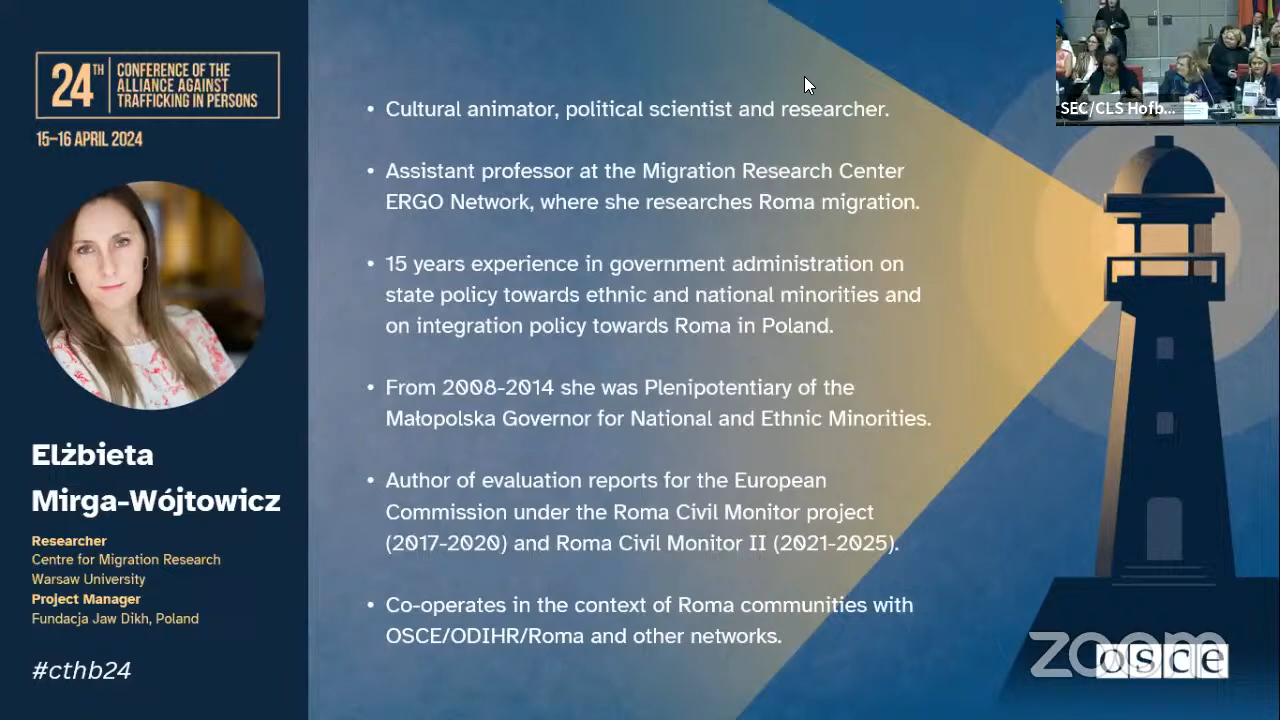 24TH
CONFERENCE OF THE
ALLIANCE AGAINST
TRAFFICKING IN PERSONS
15–16 APRIL 2024
Elżbieta
Mirga-Wójtowicz
Researcher
Centre for Migration Research
Warsaw University
Project Manager
Fundacja Jaw Dikh, Poland
#cthb24
• Cultural animator, political scientist and researcher.
• Assistant professor at the Migration Research Center
ERGO Network, where she researches Roma migration.
• 15 years experience in government administration on
state policy towards ethnic and national minorities and
on integration policy towards Roma in Poland.
• From 2008-2014 she was Plenipotentiary of the
Małopolska Governor for National and Ethnic Minorities.
• Author of evaluation reports for the European
Commission under the Roma Civil Monitor project
(2017-2020) and Roma Civil Monitor II (2021-2025).
• Co-operates in the context of Roma communities with
OSCE/ODIHR/Roma and other networks.
SEC/CLS Hofb...
zoom
osce